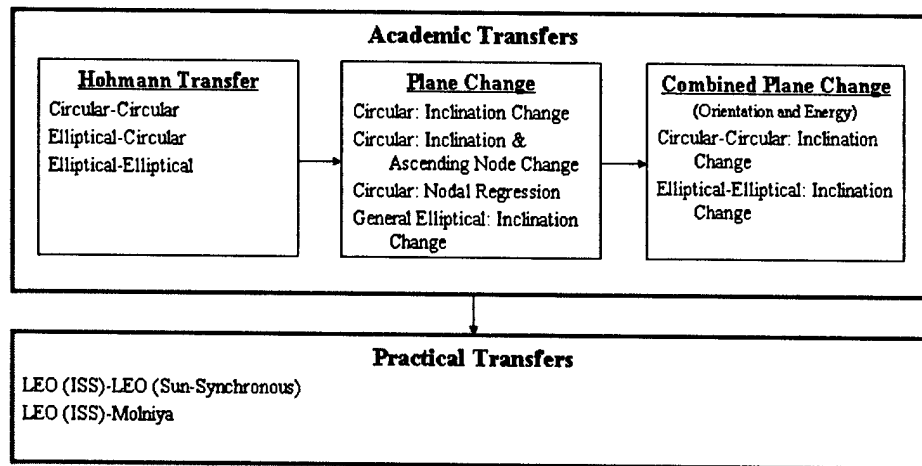 Academic Transfers
Hohmann Transfer
Circular-Circular
Elliptical-Circular
Elliptical-Elliptical
Plane Change
Circular: Inclination Change
Circular: Inclination &
Ascending Node Change
Circular: Nodal Regression
General Elliptical: Inclination
Change
Combined Plane Change
(Orientation and Energy)
Circular-Circular: Inclination
Change
Elliptical-Elliptical: Inclination
Change
Practical Transfers
LEO (ISS)-LEO (Sun-Synchronous)
LEO (ISS)-Molniya